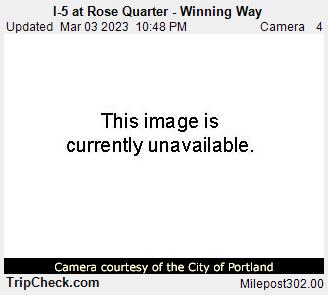 I-5 at Rose Quarter - Winning Way
Updated Mar 03 2023 10:48 PM Camera 4
This image is
currently unavailable.
Camera courtesy of the City of Portland
TripCheck.com Milepost302.00